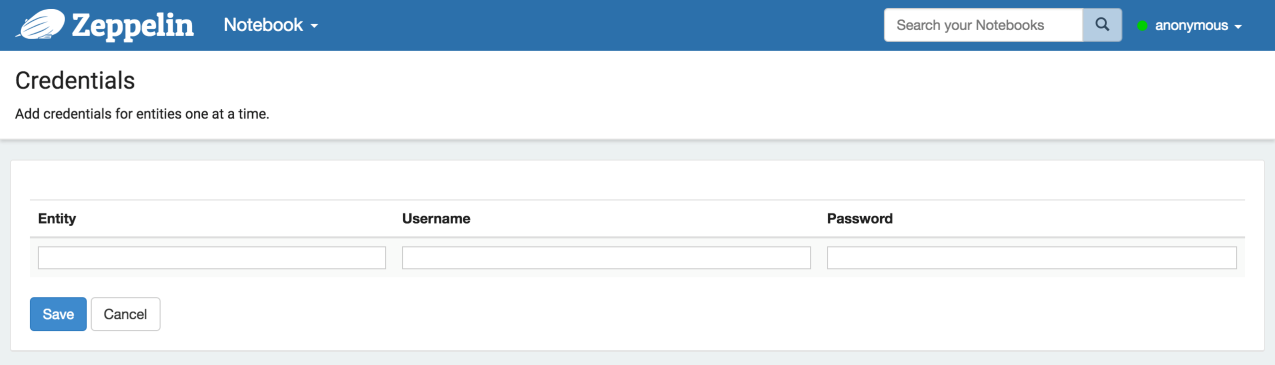 Zeppelin Notebook Search your Notebooks anonymous
Credentials
Add credentials for entities one at a time.
Entity Username Password
Save Cancel